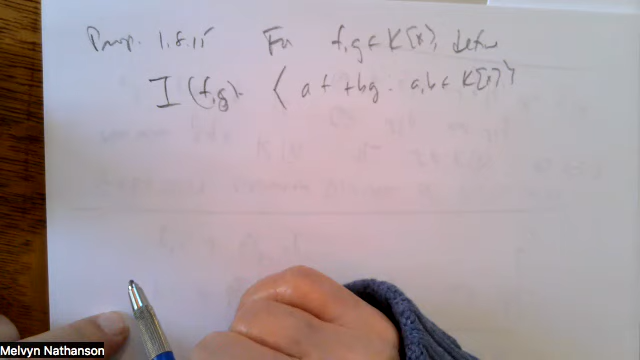 Prop. 1.8.15 For f,g ∈ K[x], define
I(f,g) = { af + bg : a,b ∈ K[x] }
Melvyn Nathanson